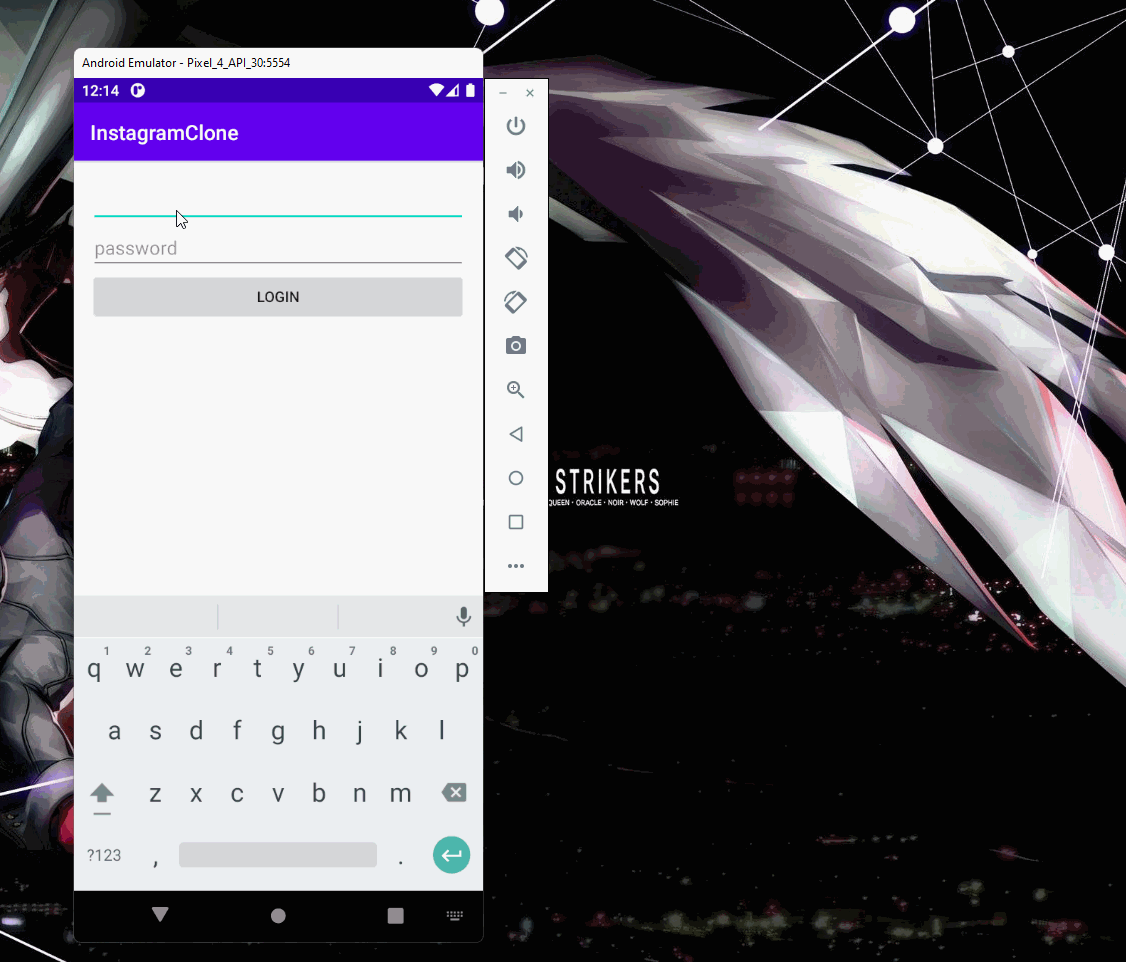 Android Emulator - Pixel_4_API_30:5554
12:14
InstagramClone
password
LOGIN
STRIKERS
QUEEN · ORACLE · NOIR · WOLF · SOPHIE
1 2 3 4 5 6 7 8 9 0
q w e r t y u i o p
a s d f g h j k l
z x c v b n m
?123 , .